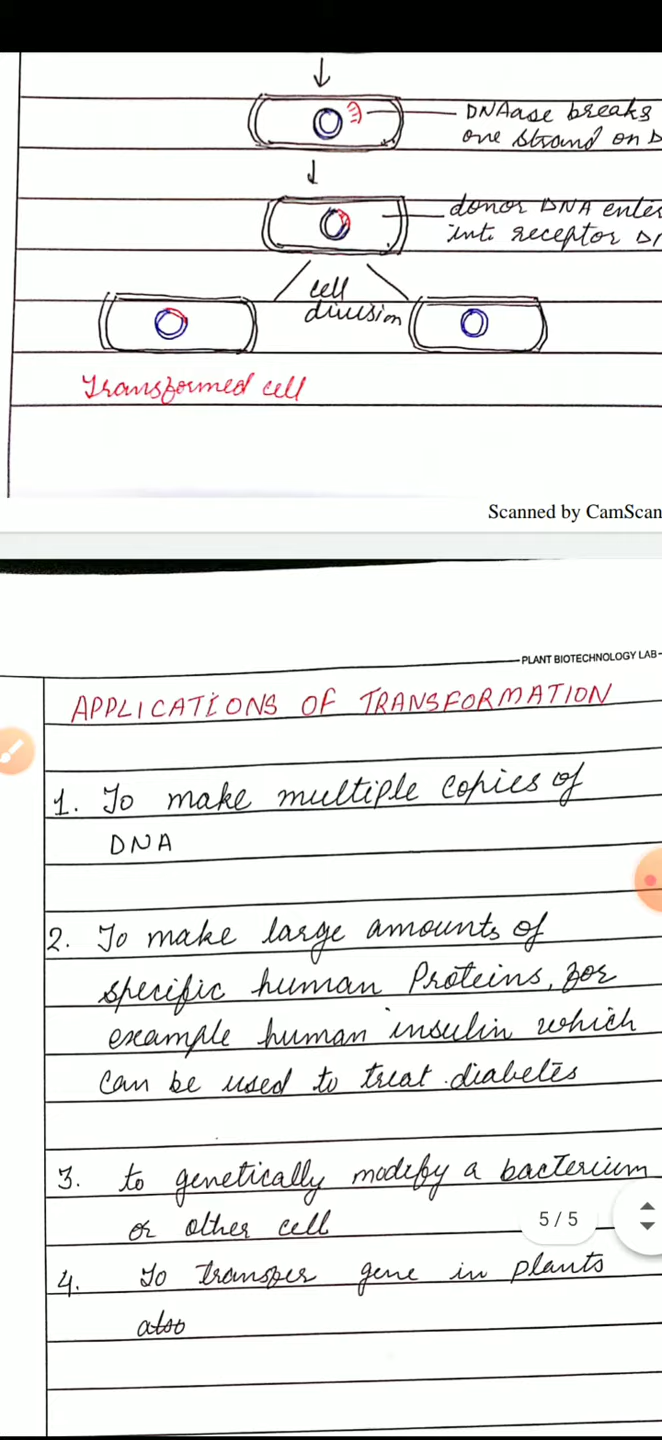 DNAase breaks
one strand on D
donor DNA ente
into receptor D
cell
division
Transformed cell
Scanned by CamScan
PLANT BIOTECHNOLOGY LAB-
APPLICATIONS OF TRANSFORMATION
1. To make multiple copies of
DNA
2. To make large amounts of
specific human Proteins, for
example human insulin which
can be used to treat diabetes
3. to genetically modify a bacterium
or other cell
5 / 5
4. To transfer gene in plants
also